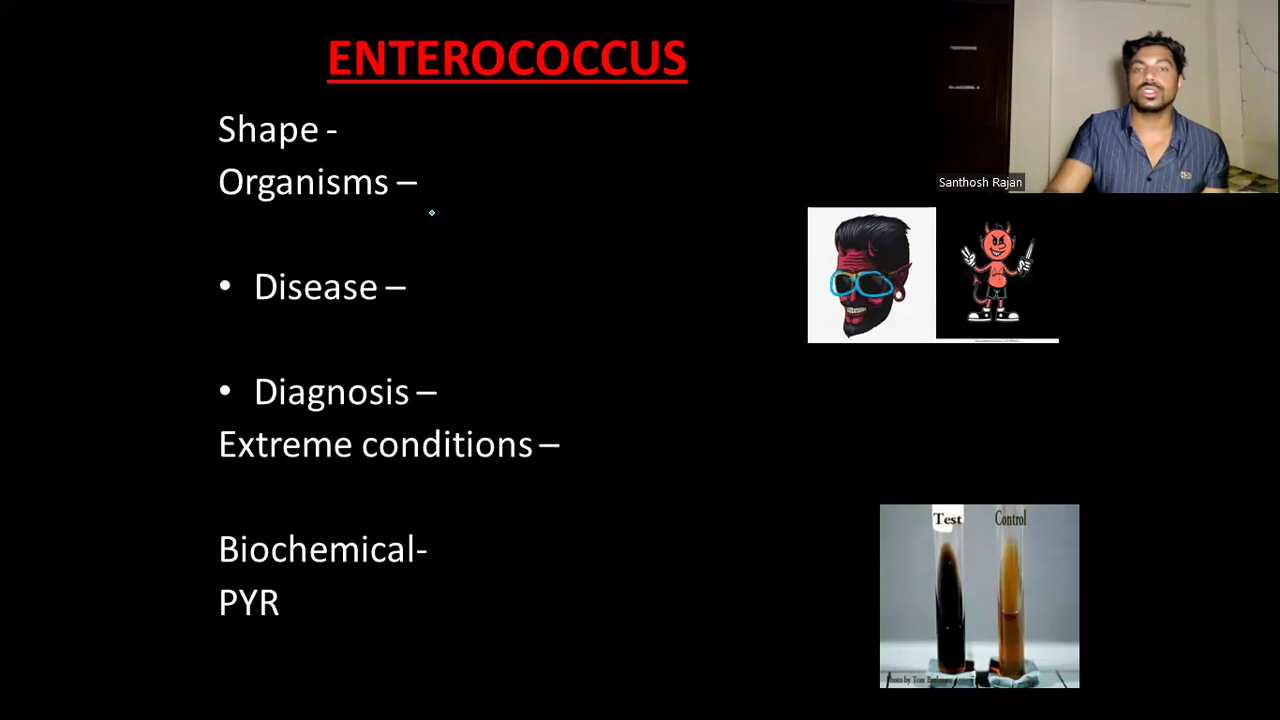 ENTEROCOCCUS
Shape -
Organisms –
Santhosh Rajan
• Disease –
• Diagnosis –
Extreme conditions –
Test Control
Biochemical-
PYR